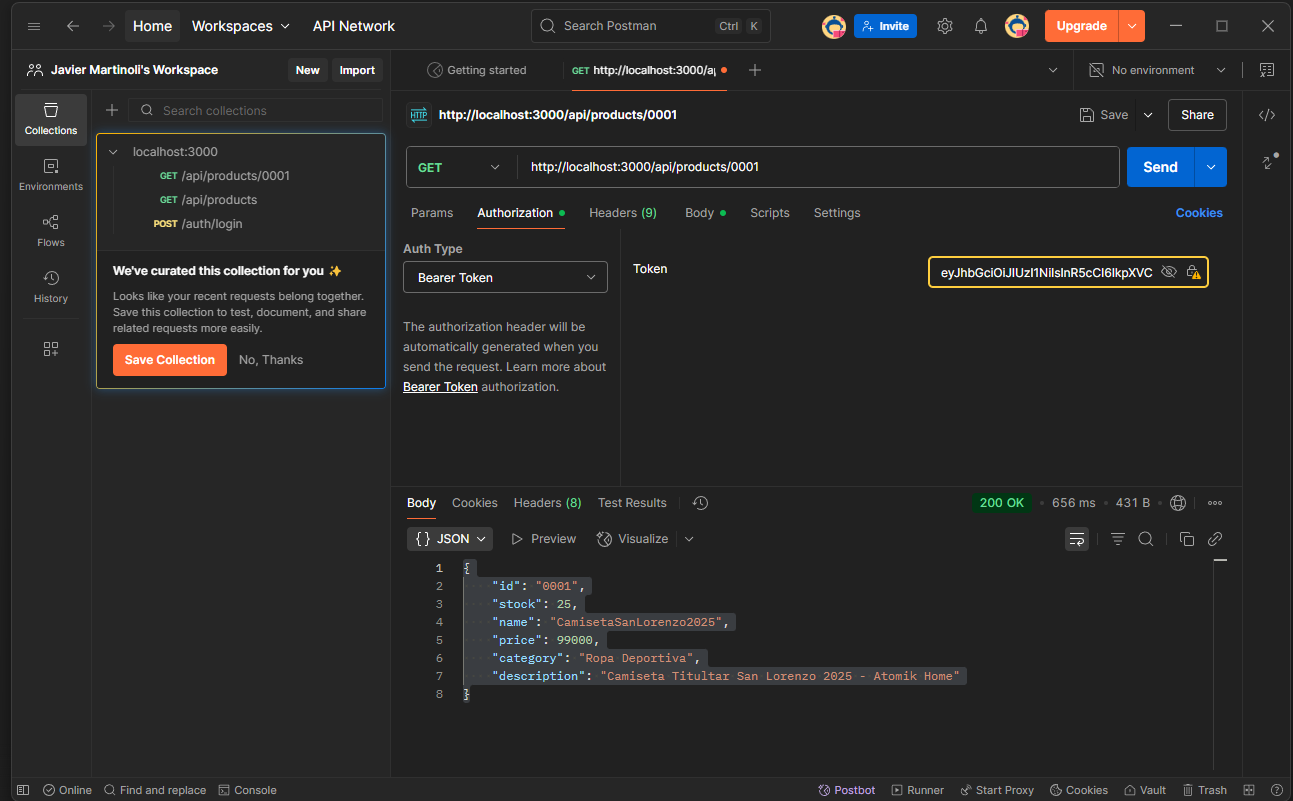 Home
Workspaces
API Network
Search Postman
Ctrl K
Invite
Upgrade
Javier Martinoli's Workspace
New
Import
Getting started
GET http://localhost:3000/a
No environment
Collections
Environments
Flows
History
Search collections
localhost:3000
GET /api/products/0001
GET /api/products
POST /auth/login
We've curated this collection for you ✨
Looks like your recent requests belong together.
Save this collection to test, document, and share
related requests more easily.
Save Collection
No, Thanks
HTTP http://localhost:3000/api/products/0001
Save
Share
GET
http://localhost:3000/api/products/0001
Send
Params
Authorization
Headers (9)
Body
Scripts
Settings
Cookies
Auth Type
Bearer Token
The authorization header will be
automatically generated when you
send the request. Learn more about
Bearer Token authorization.
Token
eyJhbGciOiJIUzI1NiIsInR5cCI6IkpXVC
Body
Cookies
Headers (8)
Test Results
200 OK
656 ms
431 B
{} JSON
Preview
Visualize
1 {
2 "id": "0001",
3 "stock": 25,
4 "name": "CamisetaSanLorenzo2025",
5 "price": 99000,
6 "category": "Ropa Deportiva",
7 "description": "Camiseta Titultar San Lorenzo 2025 - Atomik Home"
8 }
Online
Find and replace
Console
Postbot
Runner
Start Proxy
Cookies
Vault
Trash